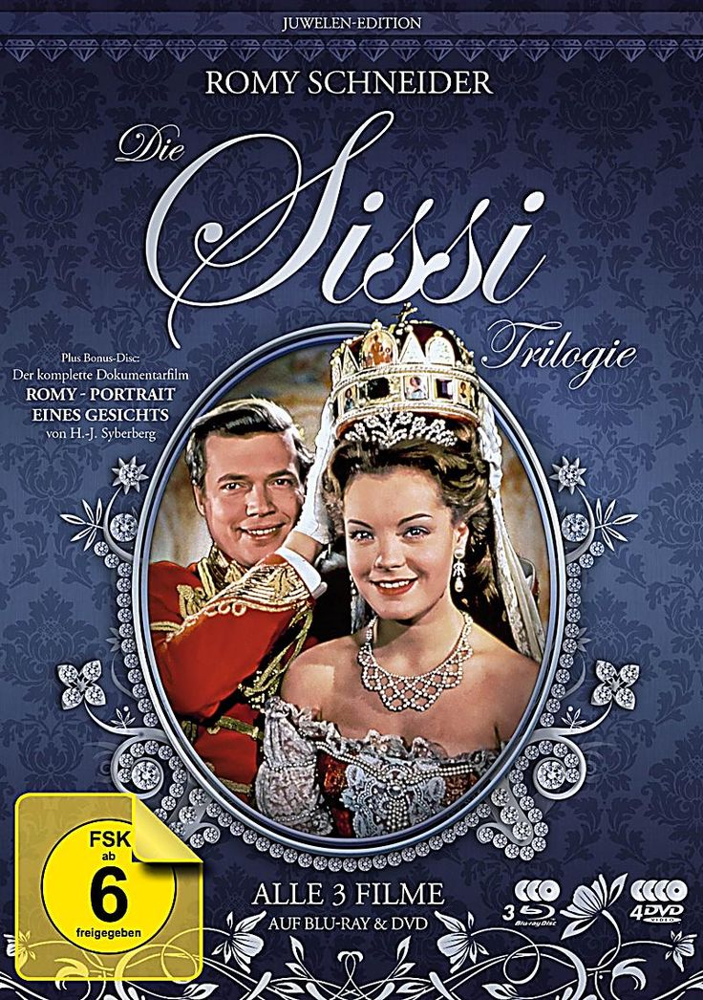 JUWELEN-EDITION
ROMY SCHNEIDER
Die
Sissi
Trilogie
Plus Bonus-Disc:
Der komplette Dokumentarfilm
ROMY - PORTRAIT
EINES GESICHTS
von H.-J. Syberberg
FSK
ab
6
freigegeben
ALLE 3 FILME
AUF BLU-RAY & DVD
3 Blu-ray Disc
4 DVD
VIDEO